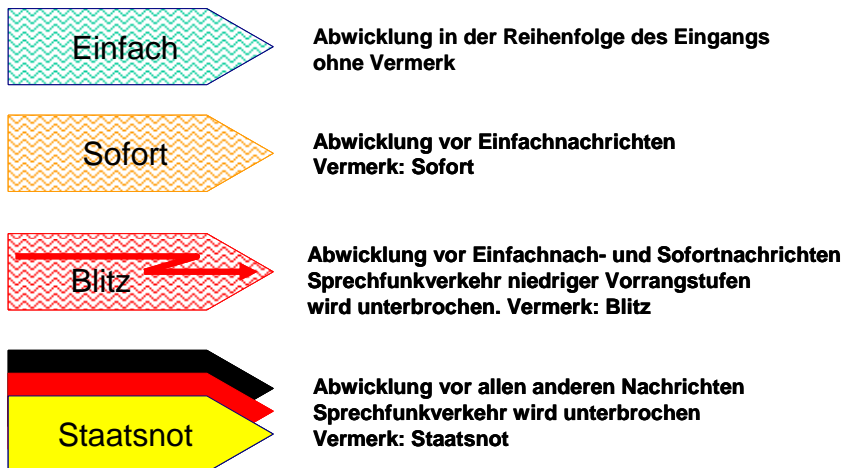 Einfach
Abwicklung in der Reihenfolge des Eingangs
ohne Vermerk
Sofort
Abwicklung vor Einfachnachrichten
Vermerk: Sofort
Blitz
Abwicklung vor Einfachnach- und Sofortnachrichten
Sprechfunkverkehr niedriger Vorrangstufen
wird unterbrochen. Vermerk: Blitz
Staatsnot
Abwicklung vor allen anderen Nachrichten
Sprechfunkverkehr wird unterbrochen
Vermerk: Staatsnot